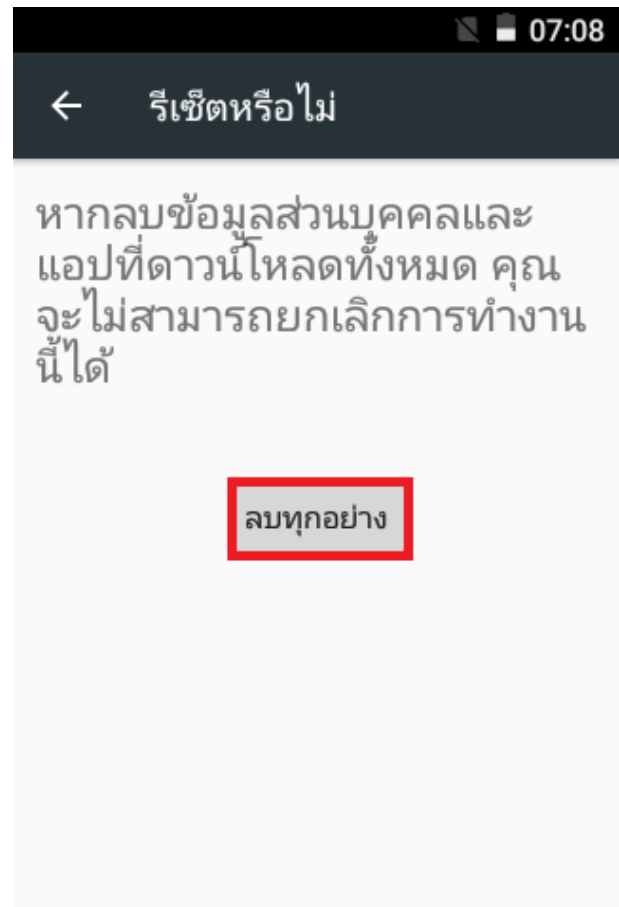 07:08
รีเซ็ตหรือไม่
หากลบข้อมูลส่วนบุคคลและ
แอปที่ดาวน์โหลดทั้งหมด คุณ
จะไม่สามารถยกเลิกการทำงาน
นี้ได้
ลบทุกอย่าง